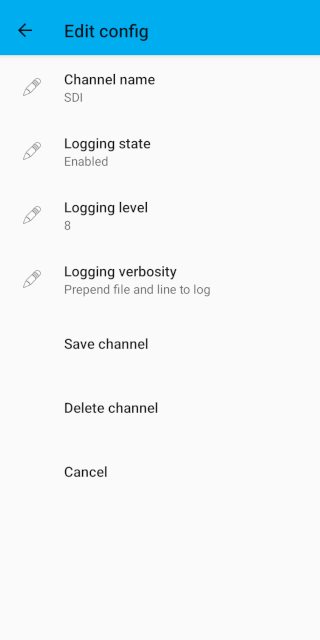 Edit config
Channel name
SDI
Logging state
Enabled
Logging level
8
Logging verbosity
Prepend file and line to log
Save channel
Delete channel
Cancel